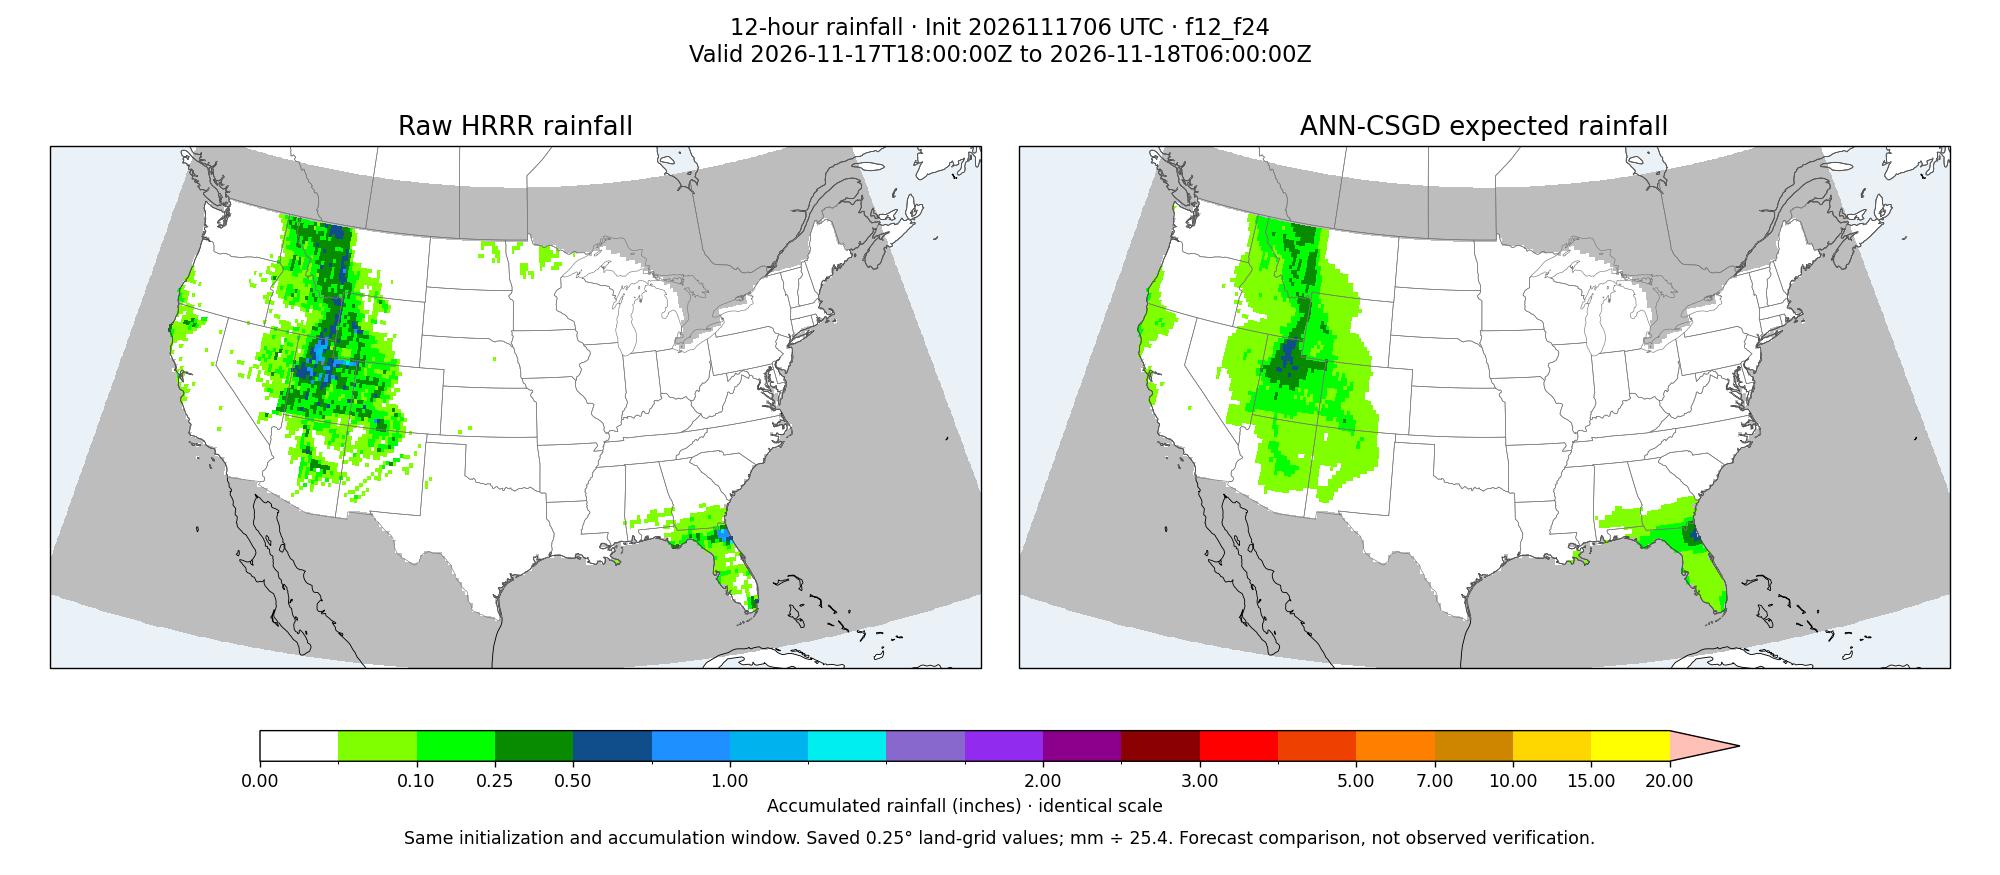 12-hour rainfall · Init 2026111706 UTC · f12_f24
Valid 2026-11-17T18:00:00Z to 2026-11-18T06:00:00Z
Raw HRRR rainfall
ANN-CSGD expected rainfall
0.00 0.10 0.25 0.50 1.00 2.00 3.00 5.00 7.00 10.00 15.00 20.00
Accumulated rainfall (inches) · identical scale
Same initialization and accumulation window. Saved 0.25° land-grid values; mm ÷ 25.4. Forecast comparison, not observed verification.